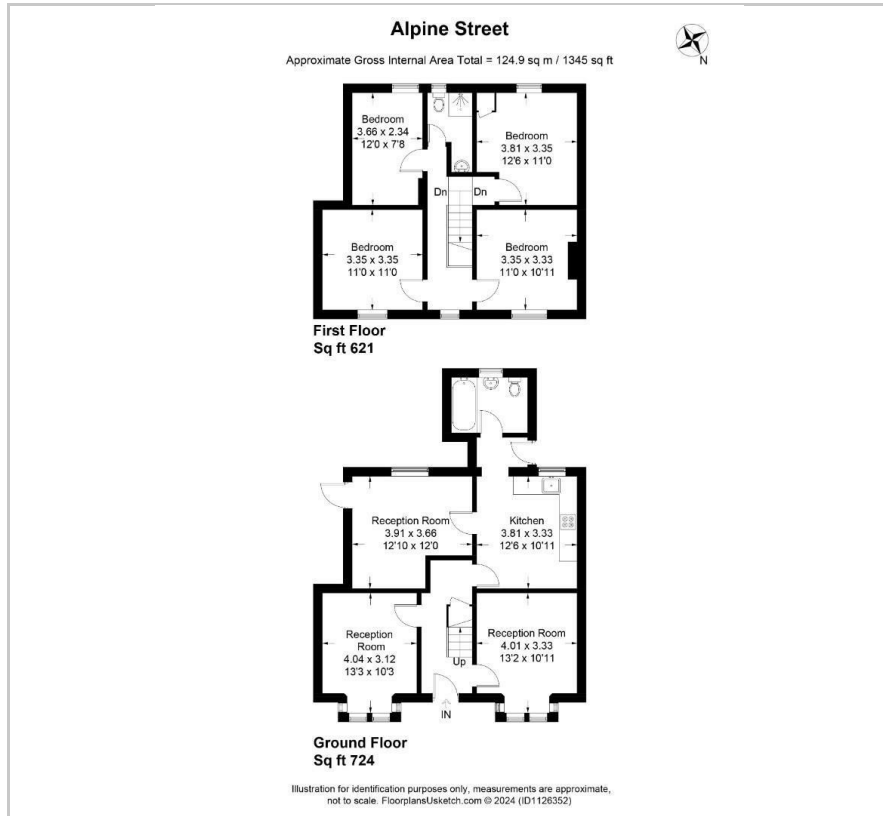 Alpine Street
Approximate Gross Internal Area Total = 124.9 sq m / 1345 sq ft
N
Bedroom
3.66 x 2.34
12'0 x 7'8
Bedroom
3.81 x 3.35
12'6 x 11'0
Dn
Dn
Bedroom
3.35 x 3.35
11'0 x 11'0
Bedroom
3.35 x 3.33
11'0 x 10'11
First Floor
Sq ft 621
Reception Room
3.91 x 3.66
12'10 x 12'0
Kitchen
3.81 x 3.33
12'6 x 10'11
Reception
Room
4.04 x 3.12
13'3 x 10'3
Reception Room
4.01 x 3.33
13'2 x 10'11
Up
IN
Ground Floor
Sq ft 724
Illustration for identification purposes only, measurements are approximate,
not to scale. FloorplansUsketch.com © 2024 (ID1126352)